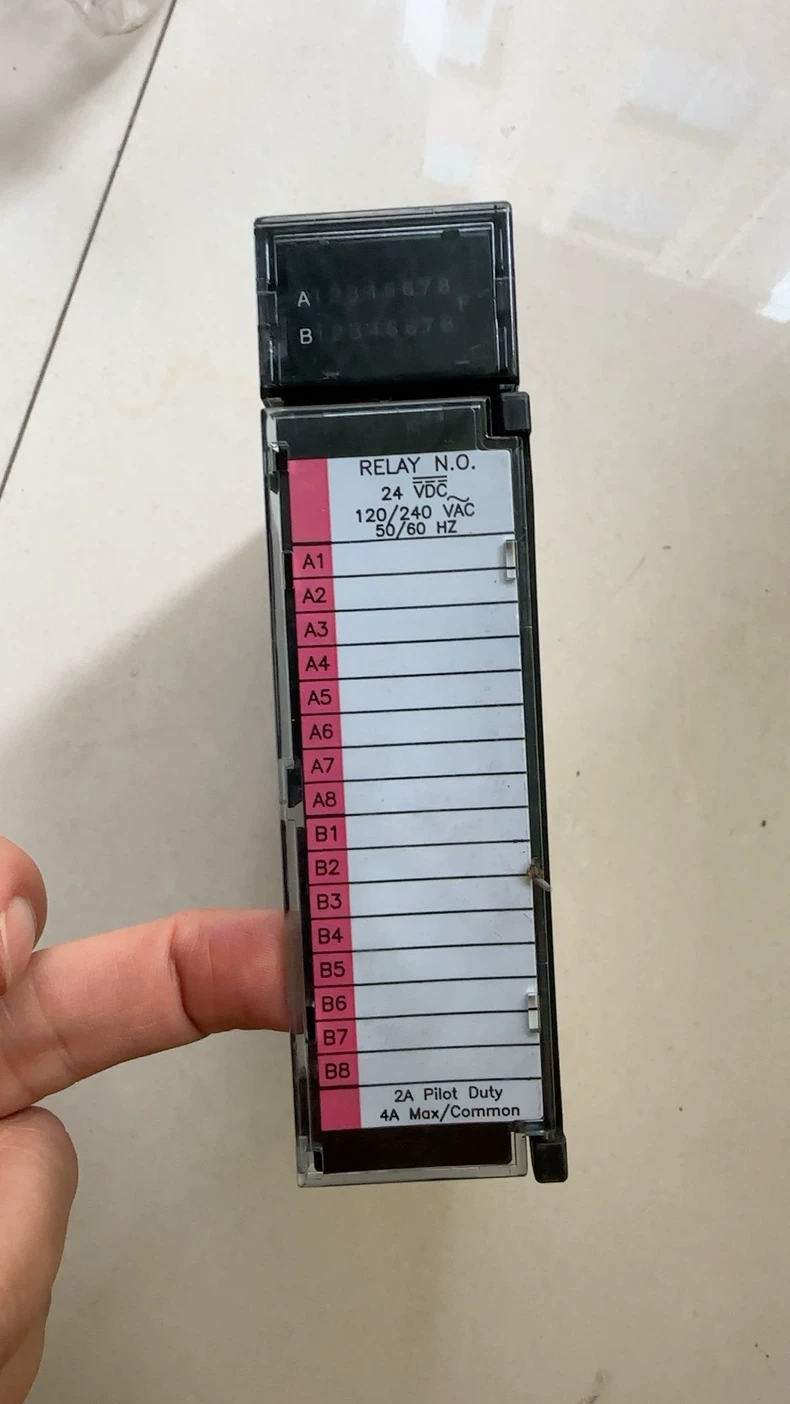 A 12345678
F
B 12345678
RELAY N.O.
24 VDC
120/240 VAC
50/60 HZ
A1
A2
A3
A4
A5
A6
A7
A8
B1
B2
B3
B4
B5
B6
B7
B8
2A Pilot Duty
4A Max/Common